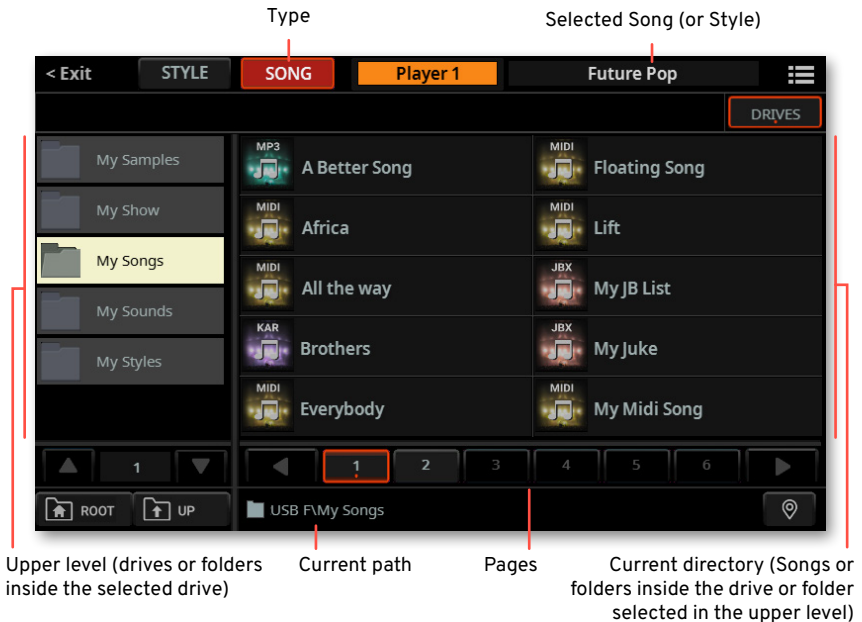 Type
Selected Song (or Style)
< Exit
STYLE
SONG
Player 1
Future Pop
DRIVES
My Samples
My Show
My Songs
My Sounds
My Styles
MP3
A Better Song
MIDI
Floating Song
MIDI
Africa
MIDI
Lift
MIDI
All the way
JBX
My JB List
KAR
Brothers
JBX
My Juke
MIDI
Everybody
MIDI
My Midi Song
1
1
2
3
4
5
6
ROOT
UP
USB F\My Songs
Upper level (drives or folders
inside the selected drive)
Current path
Pages
Current directory (Songs or
folders inside the drive or folder
selected in the upper level)